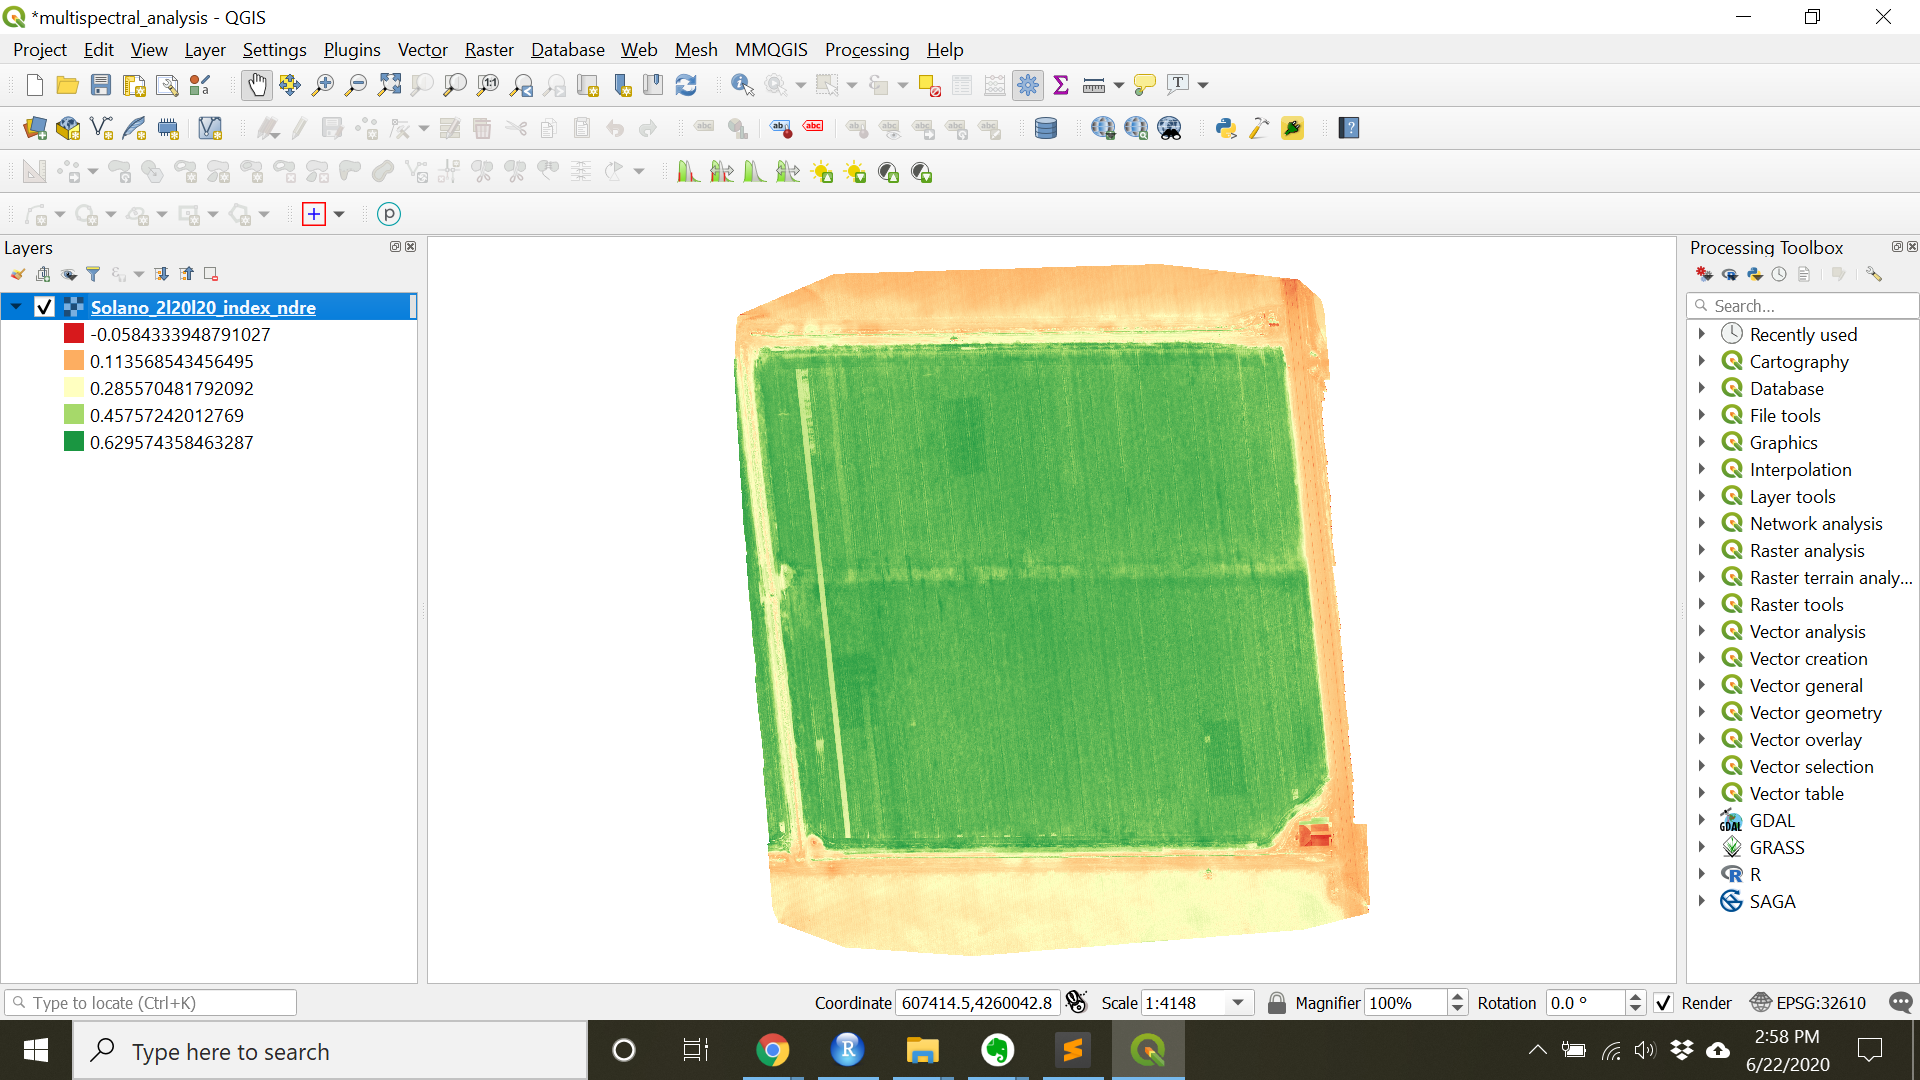 *multispectral_analysis - QGIS
Project Edit View Layer Settings Plugins Vector Raster Database Web Mesh MMQGIS Processing Help
Layers
Solano_2l20l20_index_ndre
-0.0584333948791027
0.113568543456495
0.285570481792092
0.45757242012769
0.629574358463287
Processing Toolbox
Search...
Recently used
Cartography
Database
File tools
Graphics
Interpolation
Layer tools
Network analysis
Raster analysis
Raster terrain analy...
Raster tools
Vector analysis
Vector creation
Vector general
Vector geometry
Vector overlay
Vector selection
Vector table
GDAL
GRASS
R
SAGA
Type to locate (Ctrl+K)
Coordinate 607414.5,4260042.8 Scale 1:4148 Magnifier 100% Rotation 0.0 ° Render EPSG:32610
Type here to search
2:58 PM
6/22/2020